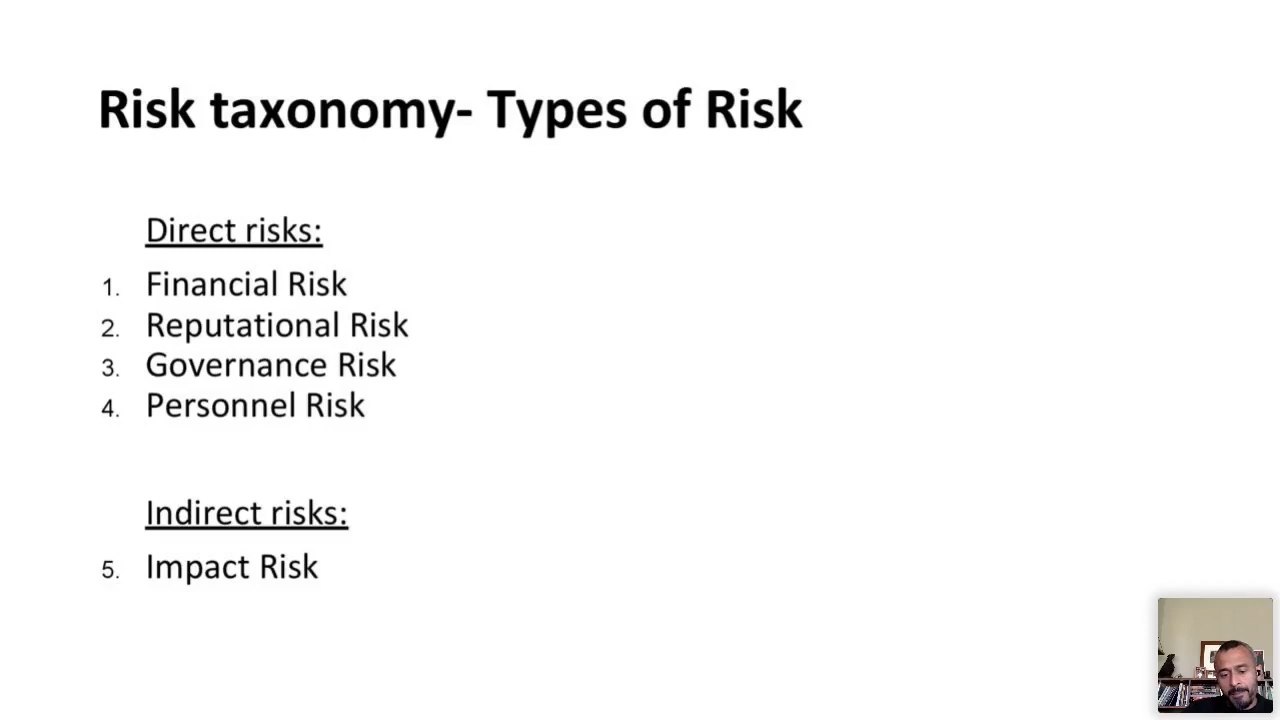 Risk taxonomy- Types of Risk
Direct risks:
1. Financial Risk
2. Reputational Risk
3. Governance Risk
4. Personnel Risk
Indirect risks:
5. Impact Risk